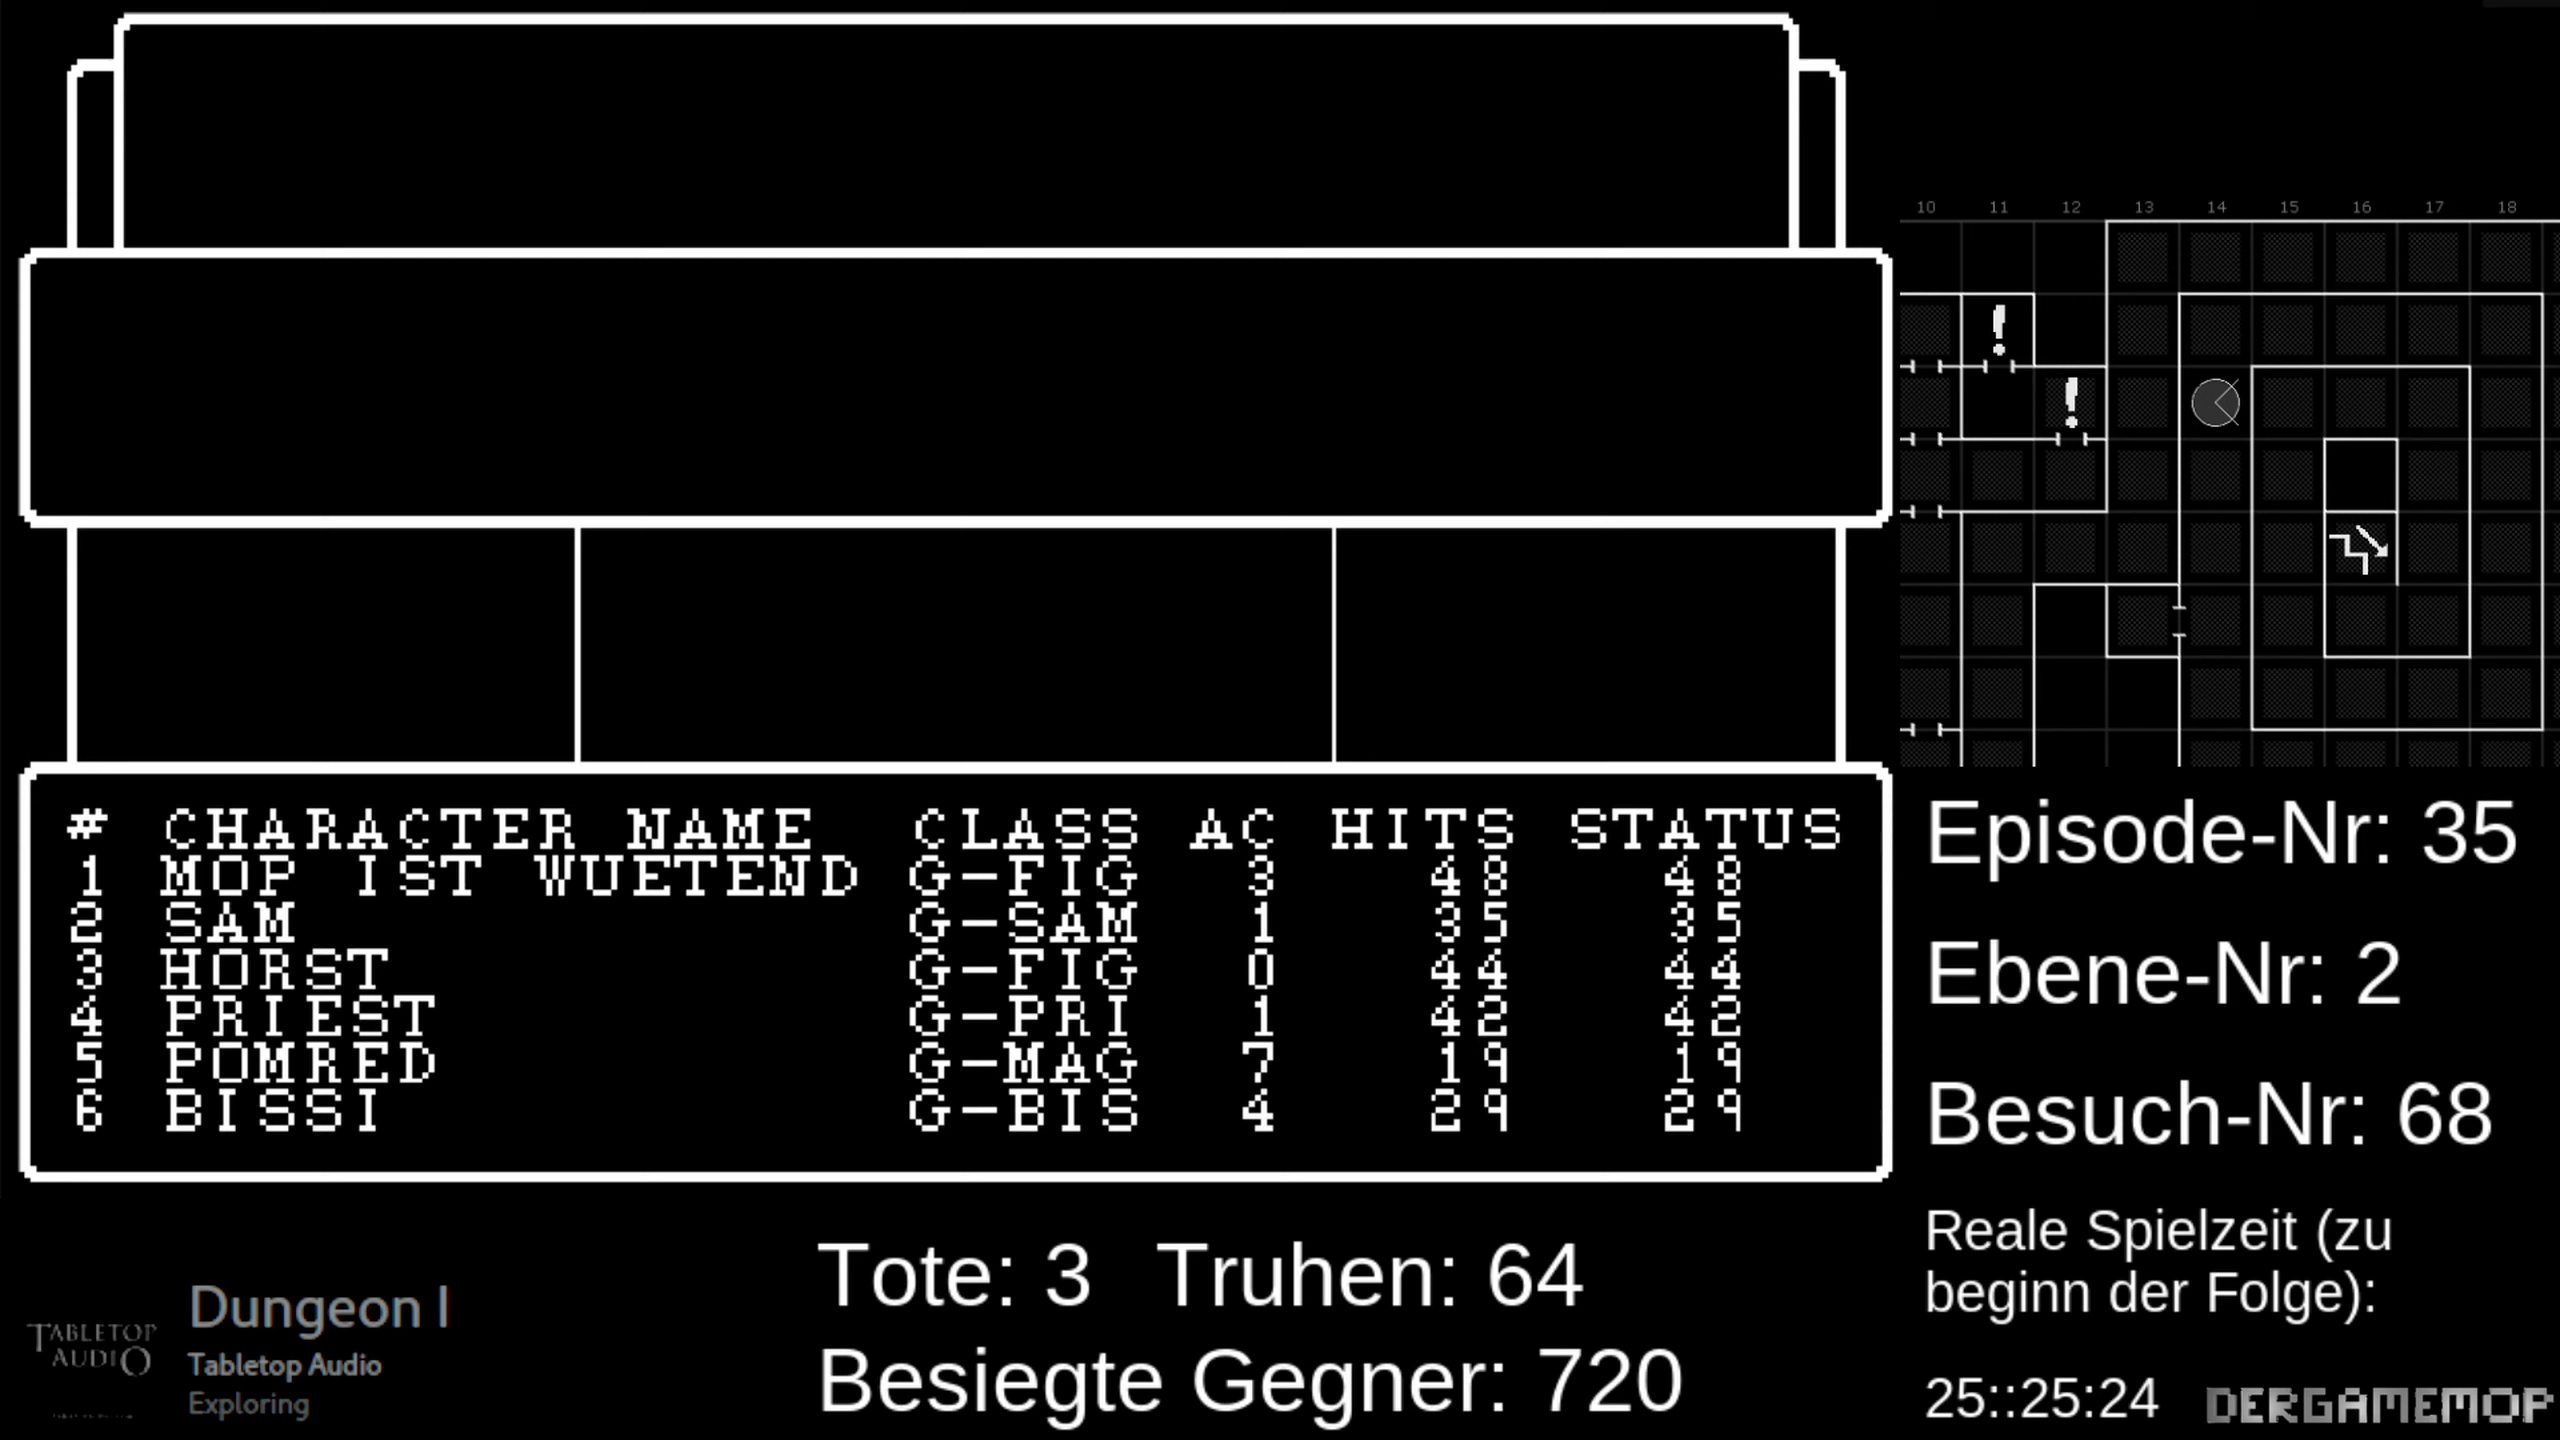 10 11 12 13 14 15 16 17 18
# CHARACTER NAME CLASS AC HITS STATUS
1 MOP IST WUETEND G-FIG 3 48 48
2 SAM G-SAM 1 35 35
3 HORST G-FIG 0 44 44
4 PRIEST G-PRI 1 42 42
5 POMRED G-MAG 7 19 19
6 BISSI G-BIS 4 29 29
Episode-Nr: 35
Ebene-Nr: 2
Besuch-Nr: 68
Reale Spielzeit (zu
beginn der Folge):
25::25:24
Tote: 3 Truhen: 64
Besiegte Gegner: 720
TABLETOP
AUDIO
Dungeon I
Tabletop Audio
Exploring
DERGAMEMOP